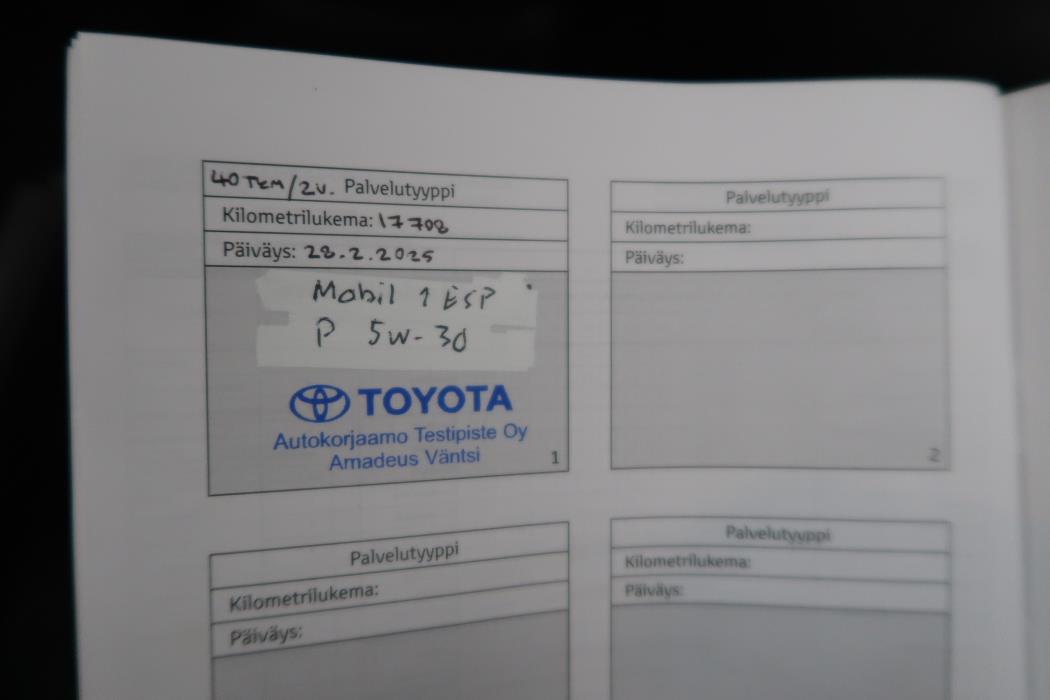 40 TKM/2V. Palvelutyyppi
Kilometrilukema: 17708
Päiväys: 28.2.2025
Mobil 1 ESP
P 5W-30
TOYOTA
Autokorjaamo Testipiste Oy
Amadeus Väntsi
1
Palvelutyyppi
Kilometrilukema:
Päiväys:
2
Palvelutyyppi
Kilometrilukema:
Päiväys:
Palvelutyyppi
Kilometrilukema:
Päiväys: